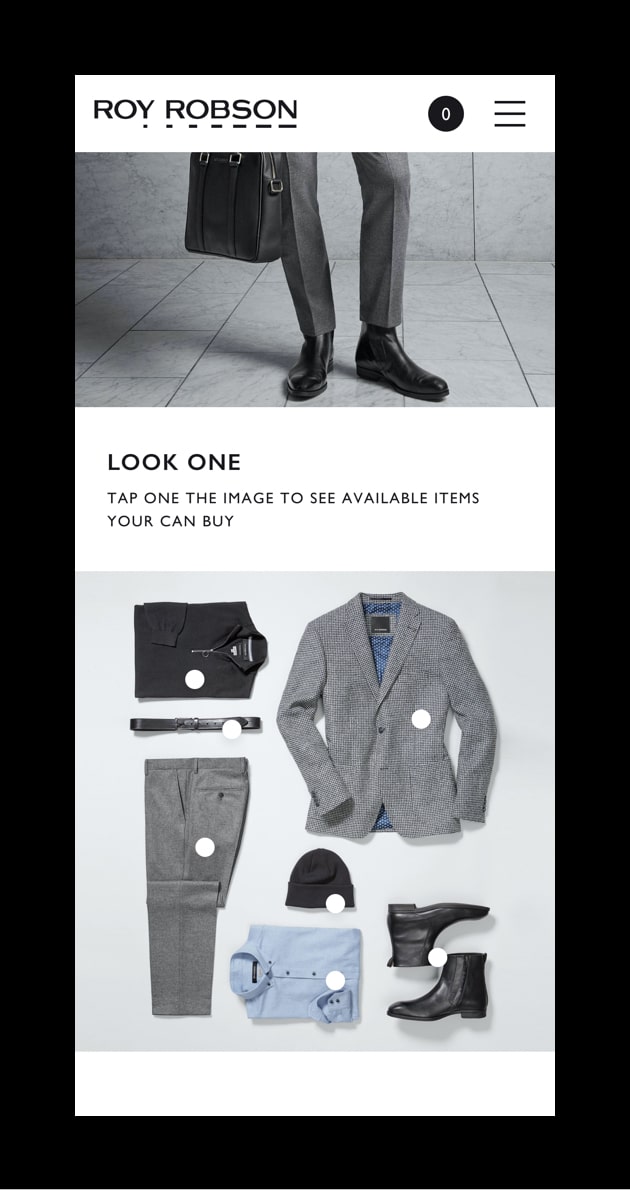 ROY ROBSON
0
LOOK ONE
TAP ONE THE IMAGE TO SEE AVAILABLE ITEMS
YOUR CAN BUY